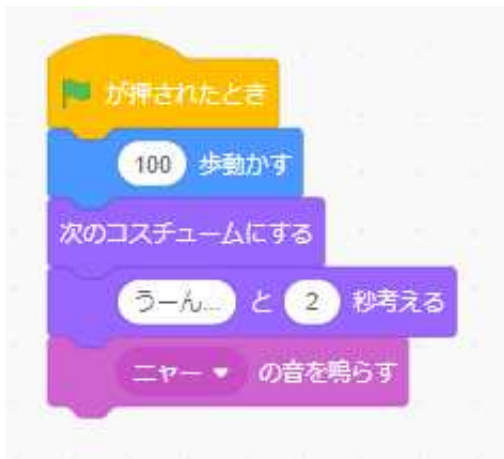 が押されたとき
100 歩動かす
次のコスチュームにする
うーん... と 2 秒考える
ニャー の音を鳴らす